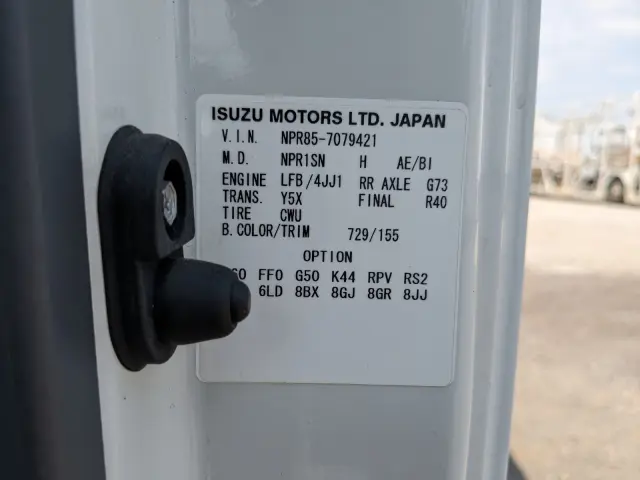 ISUZU MOTORS LTD. JAPAN
V.I.N. NPR85-7079421
M.D. NPR1SN H AE/BI
ENGINE LFB/4JJ1 RR AXLE G73
TRANS. Y5X FINAL R40
TIRE CWU
B.COLOR/TRIM 729/155
OPTION
FFO G50 K44 RPV RS2
6LD 8BX 8GJ 8GR 8JJ